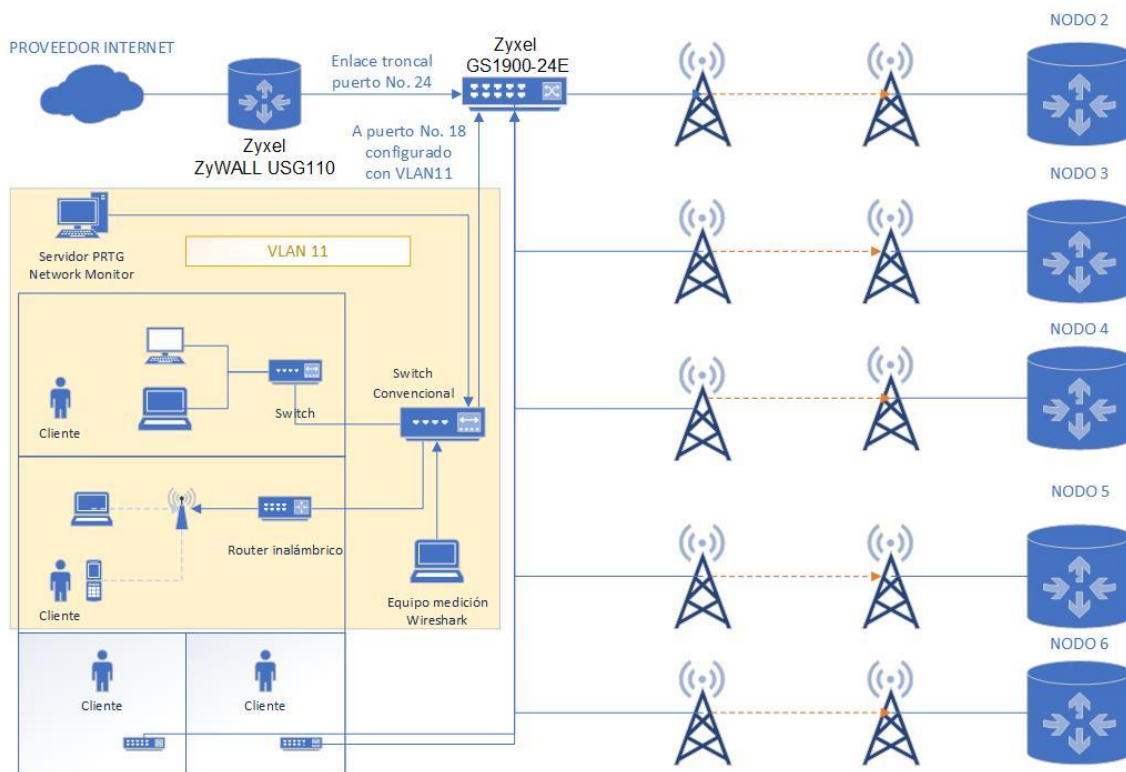 PROVEEDOR INTERNET
Zyxel
ZyWALL USG110
Enlace troncal
puerto No. 24
Zyxel
GS1900-24E
A puerto No. 18
configurado
con VLAN11
NODO 2
NODO 3
NODO 4
NODO 5
NODO 6
Servidor PRTG
Network Monitor
VLAN 11
Cliente
Switch
Switch
Convencional
Router inalámbrico
Cliente
Equipo medición
Wireshark
Cliente
Cliente